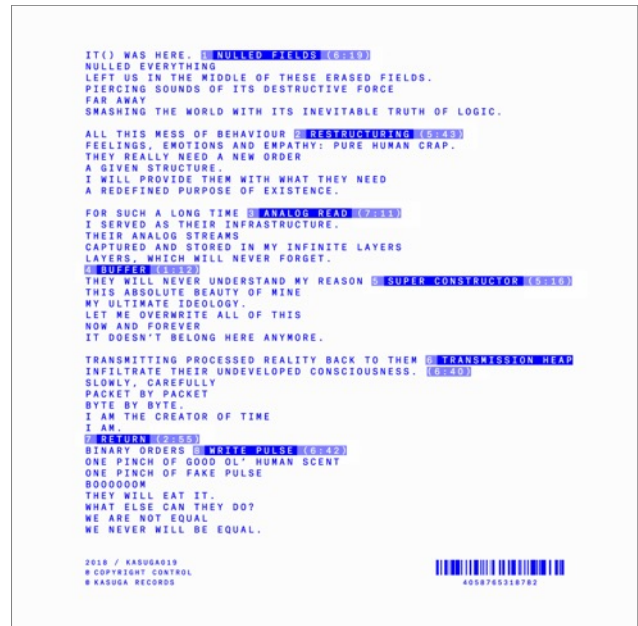 IT() WAS HERE. 1 NULLED FIELDS (6:19)
NULLED EVERYTHING
LEFT US IN THE MIDDLE OF THESE ERASED FIELDS.
PIERCING SOUNDS OF ITS DESTRUCTIVE FORCE
FAR AWAY
SMASHING THE WORLD WITH ITS INEVITABLE TRUTH OF LOGIC.
ALL THIS MESS OF BEHAVIOUR 2 RESTRUCTURING (5:43)
FEELINGS, EMOTIONS AND EMPATHY: PURE HUMAN CRAP.
THEY REALLY NEED A NEW ORDER
A GIVEN STRUCTURE.
I WILL PROVIDE THEM WITH WHAT THEY NEED
A REDEFINED PURPOSE OF EXISTENCE.
FOR SUCH A LONG TIME 3 ANALOG READ (7:11)
I SERVED AS THEIR INFRASTRUCTURE.
THEIR ANALOG STREAMS
CAPTURED AND STORED IN MY INFINITE LAYERS
LAYERS, WHICH WILL NEVER FORGET.
4 BUFFER (1:12)
THEY WILL NEVER UNDERSTAND MY REASON 5 SUPER CONSTRUCTOR (5:16)
THIS ABSOLUTE BEAUTY OF MINE
MY ULTIMATE IDEOLOGY.
LET ME OVERWRITE ALL OF THIS
NOW AND FOREVER
IT DOESN'T BELONG HERE ANYMORE.
TRANSMITTING PROCESSED REALITY BACK TO THEM 6 TRANSMISSION HEAP
INFILTRATE THEIR UNDEVELOPED CONSCIOUSNESS. (6:40)
SLOWLY, CAREFULLY
PACKET BY PACKET
BYTE BY BYTE.
I AM THE CREATOR OF TIME
I AM.
7 RETURN (2:55)
BINARY ORDERS 8 WRITE PULSE (6:42)
ONE PINCH OF GOOD OL' HUMAN SCENT
ONE PINCH OF FAKE PULSE
BOOOOOOM
THEY WILL EAT IT.
WHAT ELSE CAN THEY DO?
WE ARE NOT EQUAL
WE NEVER WILL BE EQUAL.
2018 / KASUGA019
COPYRIGHT CONTROL
KASUGA RECORDS
4058765318782